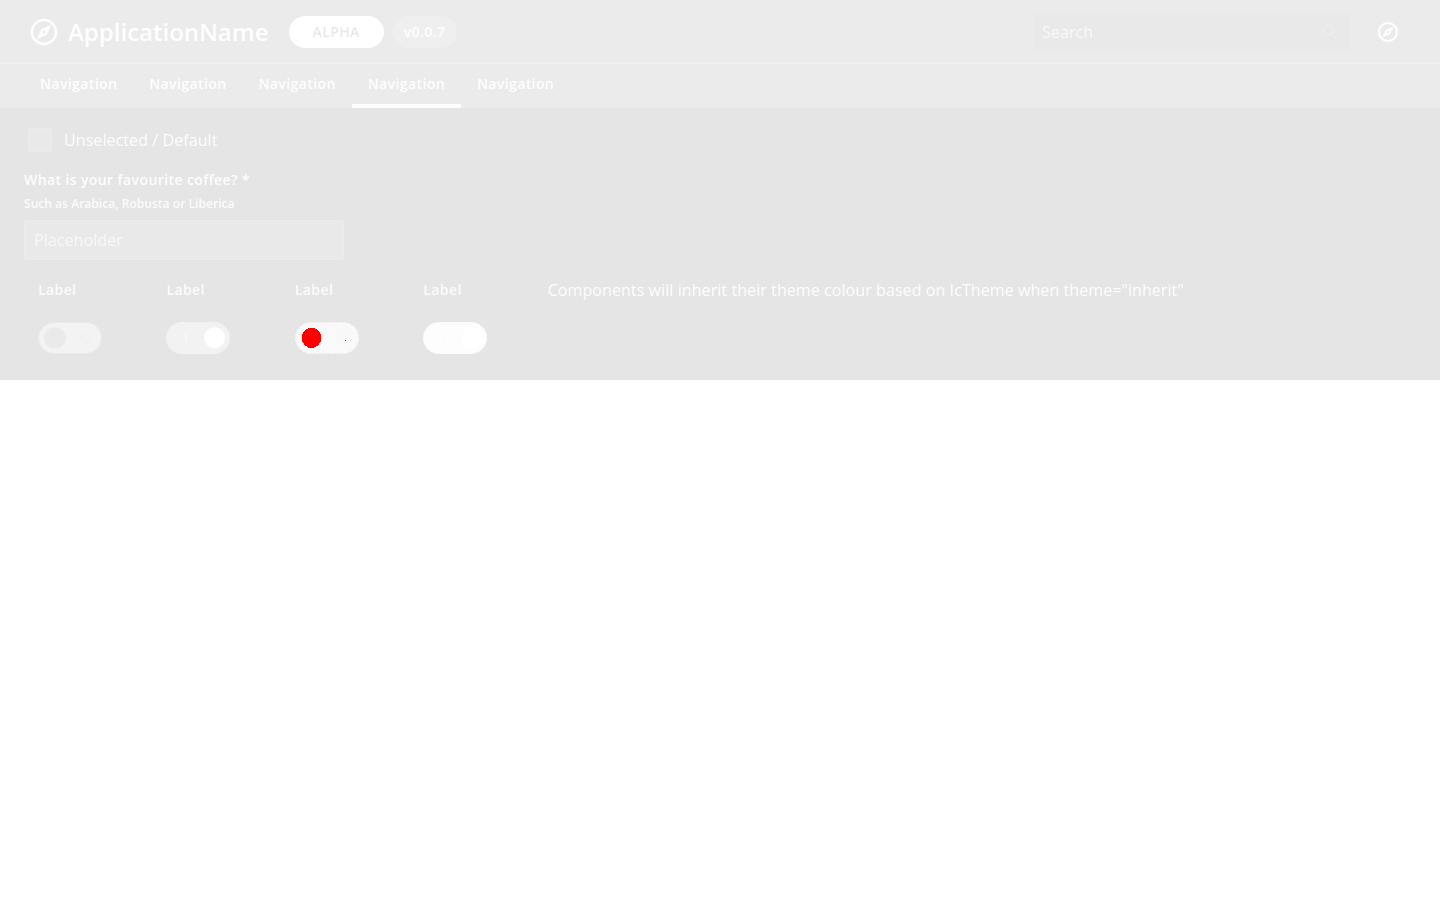 ApplicationName ALPHA v0.0.7 Search
Navigation Navigation Navigation Navigation Navigation
Unselected / Default
What is your favourite coffee? *
Such as Arabica, Robusta or Liberica
Placeholder
Label Label Label Label Components will inherit their theme colour based on IcTheme when theme="inherit"